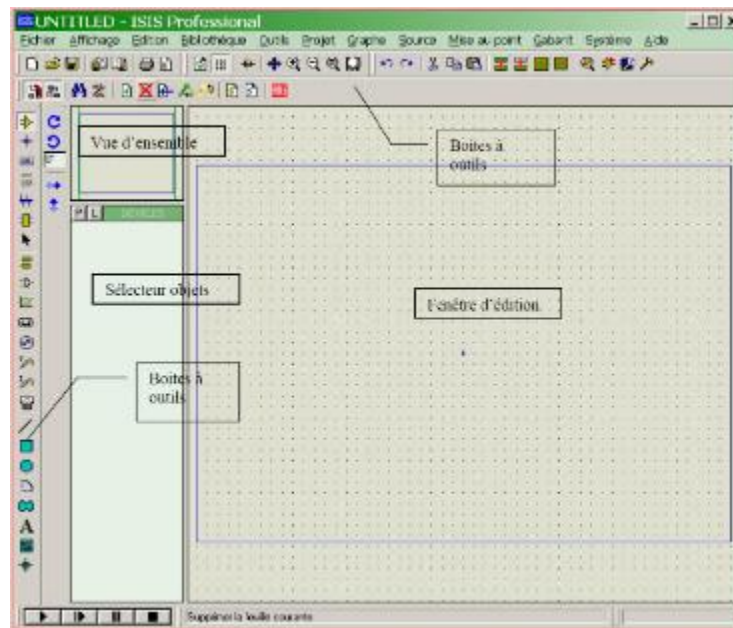 UNTITLED - ISIS Professional
Fichier Affichage Edition Bibliothèque Outils Projet Graphe Source Mise au point Gabarit Système Aide
Vue d'ensemble
Boites à
outils
P L DEVICES
Sélecteur objets
Fenêtre d'édition
Boites à
outils
A
Supprimer la feuille courante